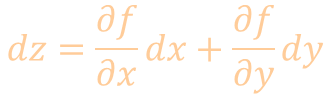 dz = ∂f/∂x dx + ∂f/∂y dy